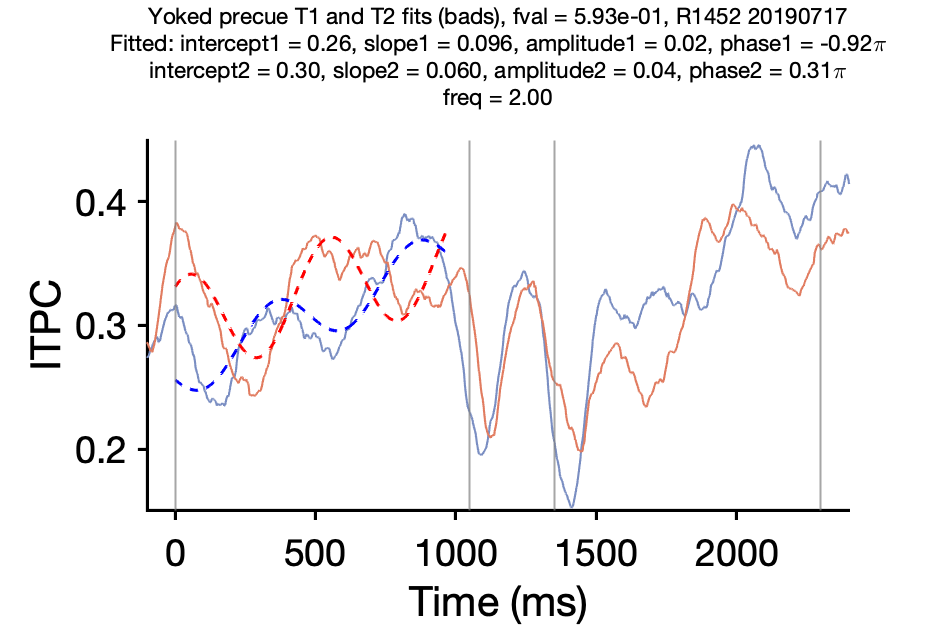 Yoked precue T1 and T2 fits (bads), fval = 5.93e-01, R1452 20190717
Fitted: intercept1 = 0.26, slope1 = 0.096, amplitude1 = 0.02, phase1 = -0.92π
intercept2 = 0.30, slope2 = 0.060, amplitude2 = 0.04, phase2 = 0.31π
freq = 2.00
0.4
0.3
0.2
ITPC
0 500 1000 1500 2000
Time (ms)